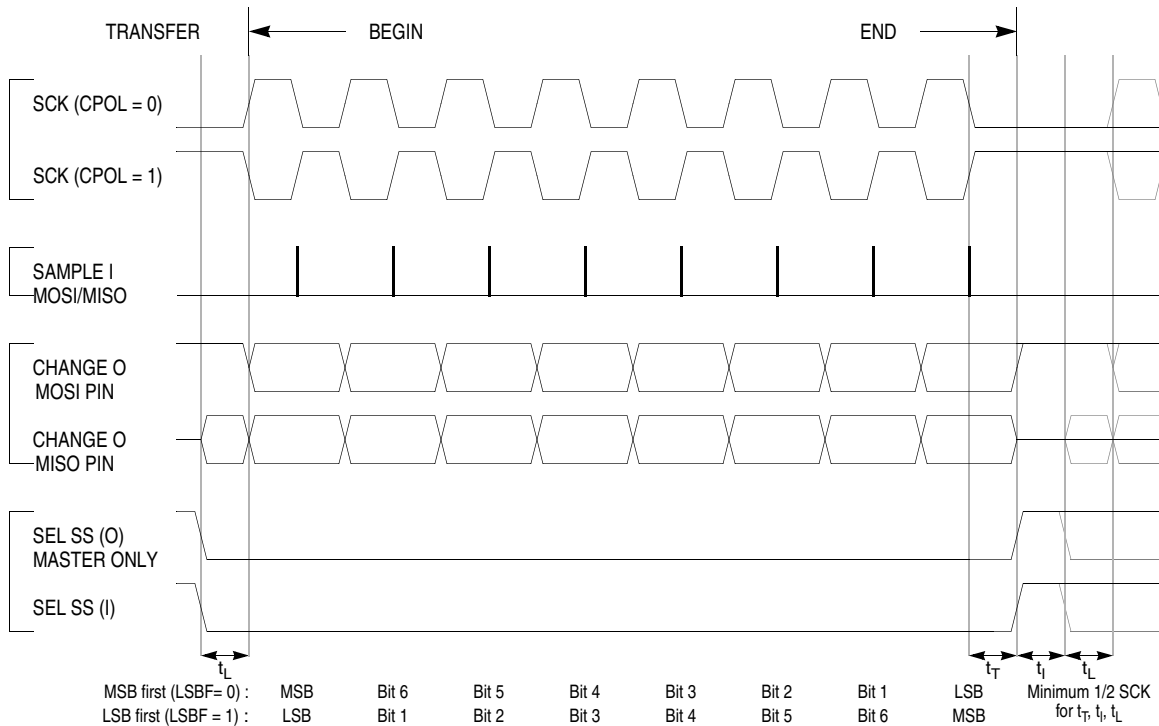 TRANSFER BEGIN END
SCK (CPOL = 0)
SCK (CPOL = 1)
SAMPLE I
MOSI/MISO
CHANGE O
MOSI PIN
CHANGE O
MISO PIN
SEL SS (O)
MASTER ONLY
SEL SS (I)
tL tT tI tL
MSB first (LSBF= 0) : MSB Bit 6 Bit 5 Bit 4 Bit 3 Bit 2 Bit 1 LSB Minimum 1/2 SCK
LSB first (LSBF = 1) : LSB Bit 1 Bit 2 Bit 3 Bit 4 Bit 5 Bit 6 MSB for tT, tI, tL